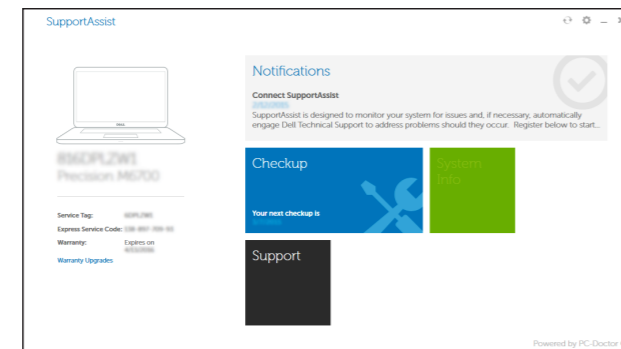 SupportAssist
Notifications
Connect SupportAssist
SupportAssist is designed to monitor your system for issues and, if necessary, automatically
engage Dell Technical Support to address problems should they occur. Register below to start...
DELL
Precision M6700
Checkup
System
Info
Your next checkup is
Service Tag:
Express Service Code:
Warranty: Expires on
Warranty Upgrades
Support
Powered by PC-Doctor